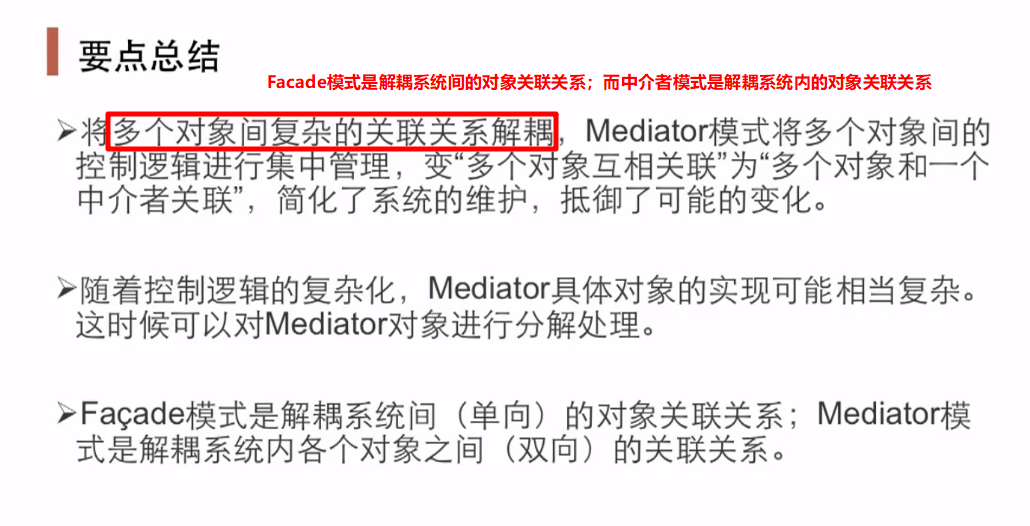 要点总结
Facade模式是解耦系统间的对象关联关系；而中介者模式是解耦系统内的对象关联关系
➢将多个对象间复杂的关联关系解耦，Mediator模式将多个对象间的
控制逻辑进行集中管理，变“多个对象互相关联”为“多个对象和一个
中介者关联”，简化了系统的维护，抵御了可能的变化。
➢随着控制逻辑的复杂化，Mediator具体对象的实现可能相当复杂。
这时候可以对Mediator对象进行分解处理。
➢Façade模式是解耦系统间（单向）的对象关联关系；Mediator模
式是解耦系统内各个对象之间（双向）的关联关系。